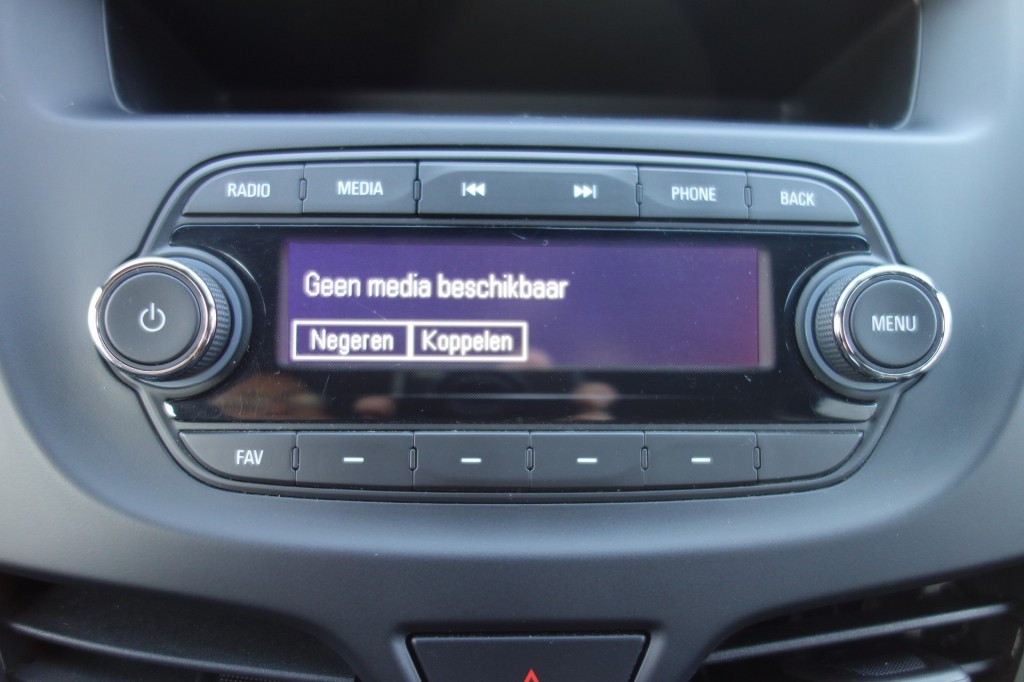 RADIO MEDIA PHONE BACK
Geen media beschikbaar
Negeren Koppelen
MENU
FAV